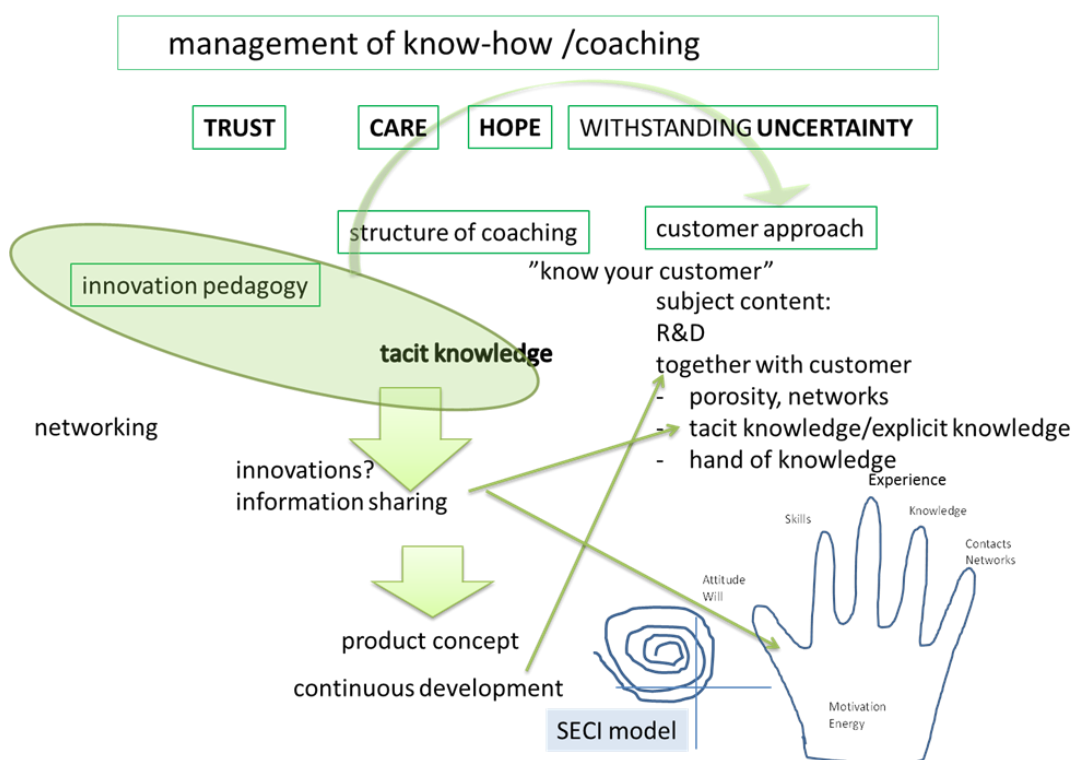 management of know-how /coaching
TRUST
CARE
HOPE
WITHSTANDING UNCERTAINTY
structure of coaching
customer approach
innovation pedagogy
”know your customer”
subject content:
R&D
together with customer
- porosity, networks
- tacit knowledge/explicit knowledge
- hand of knowledge
tacit knowledge
networking
innovations?
information sharing
product concept
continuous development
SECI model
Experience
Skills
Knowledge
Contacts
Networks
Attitude
Will
Motivation
Energy